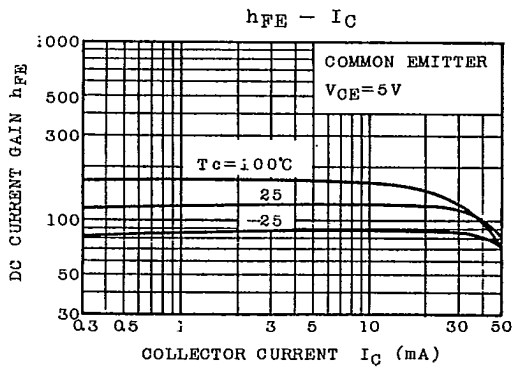 hFE – IC
COMMON EMITTER
VCE=5V
DC CURRENT GAIN hFE
1000
500
300
100
50
30
Tc=100℃
25
-25
0.3 0.5 1 3 5 10 30 50
COLLECTOR CURRENT IC (mA)